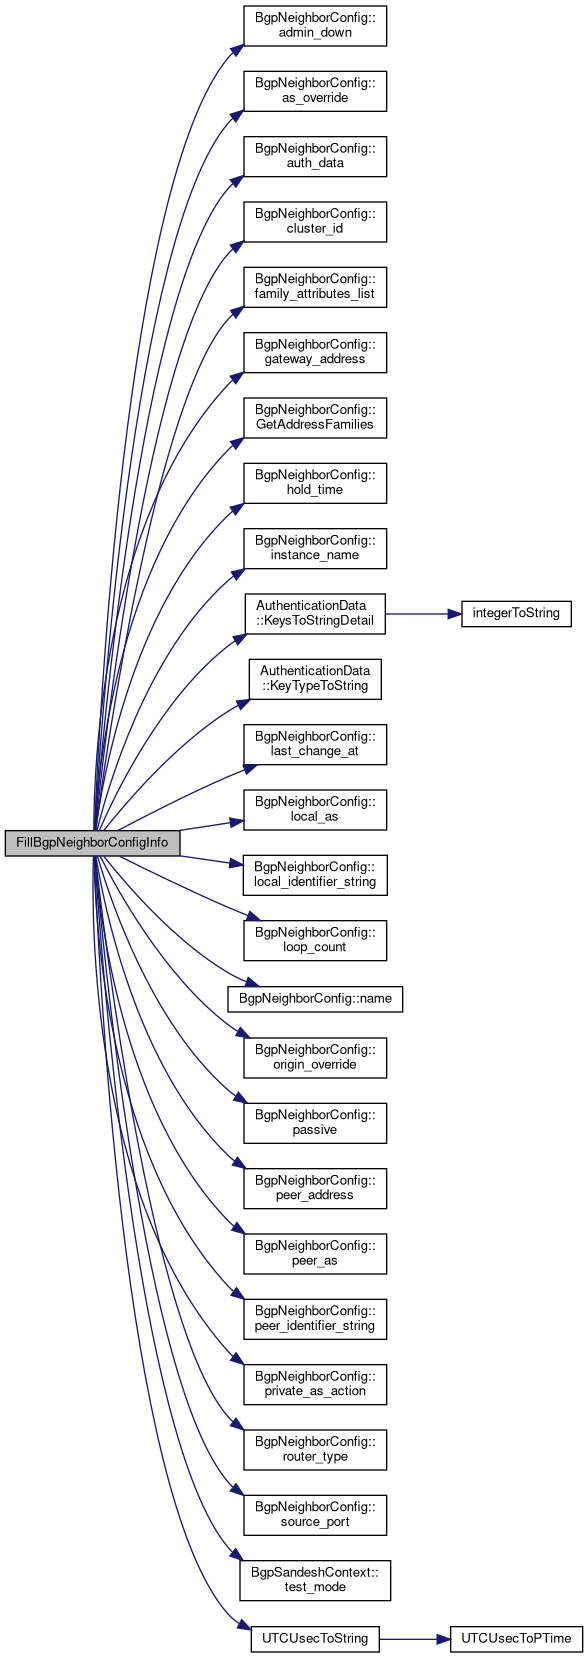 BgpNeighborConfig::
admin_down
BgpNeighborConfig::
as_override
BgpNeighborConfig::
auth_data
BgpNeighborConfig::
cluster_id
BgpNeighborConfig::
family_attributes_list
BgpNeighborConfig::
gateway_address
BgpNeighborConfig::
GetAddressFamilies
BgpNeighborConfig::
hold_time
BgpNeighborConfig::
instance_name
AuthenticationData
::KeysToStringDetail
integerToString
AuthenticationData
::KeyTypeToString
BgpNeighborConfig::
last_change_at
BgpNeighborConfig::
local_as
FillBgpNeighborConfigInfo
BgpNeighborConfig::
local_identifier_string
BgpNeighborConfig::
loop_count
BgpNeighborConfig::name
BgpNeighborConfig::
origin_override
BgpNeighborConfig::
passive
BgpNeighborConfig::
peer_address
BgpNeighborConfig::
peer_as
BgpNeighborConfig::
peer_identifier_string
BgpNeighborConfig::
private_as_action
BgpNeighborConfig::
router_type
BgpNeighborConfig::
source_port
BgpSandeshContext::
test_mode
UTCUsecToString
UTCUsecToPTime